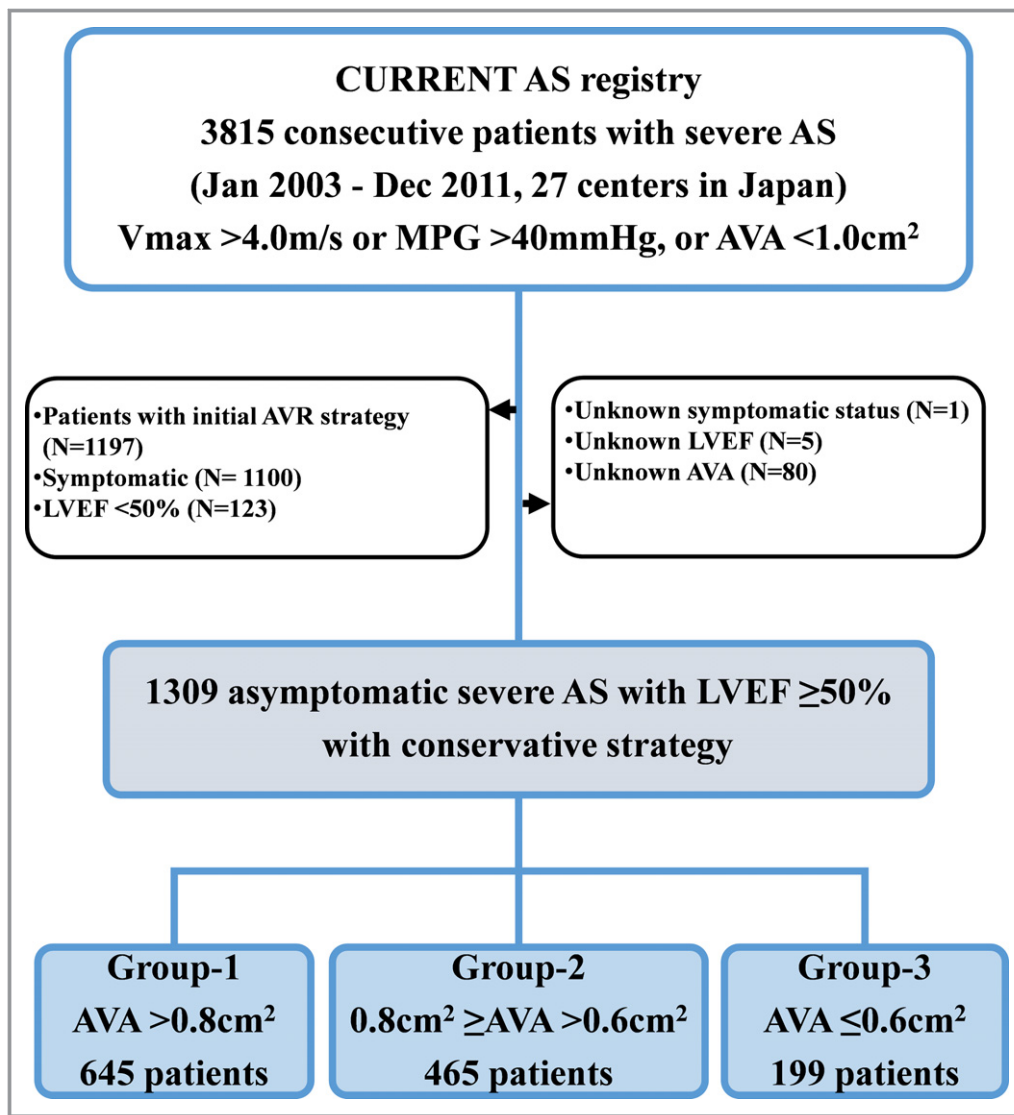 CURRENT AS registry
3815 consecutive patients with severe AS
(Jan 2003 - Dec 2011, 27 centers in Japan)
Vmax >4.0m/s or MPG >40mmHg, or AVA <1.0cm²
•Patients with initial AVR strategy
(N=1197)
•Symptomatic (N= 1100)
•LVEF <50% (N=123)
•Unknown symptomatic status (N=1)
•Unknown LVEF (N=5)
•Unknown AVA (N=80)
1309 asymptomatic severe AS with LVEF ≥50%
with conservative strategy
Group-1
AVA >0.8cm²
645 patients
Group-2
0.8cm² ≥AVA >0.6cm²
465 patients
Group-3
AVA ≤0.6cm²
199 patients